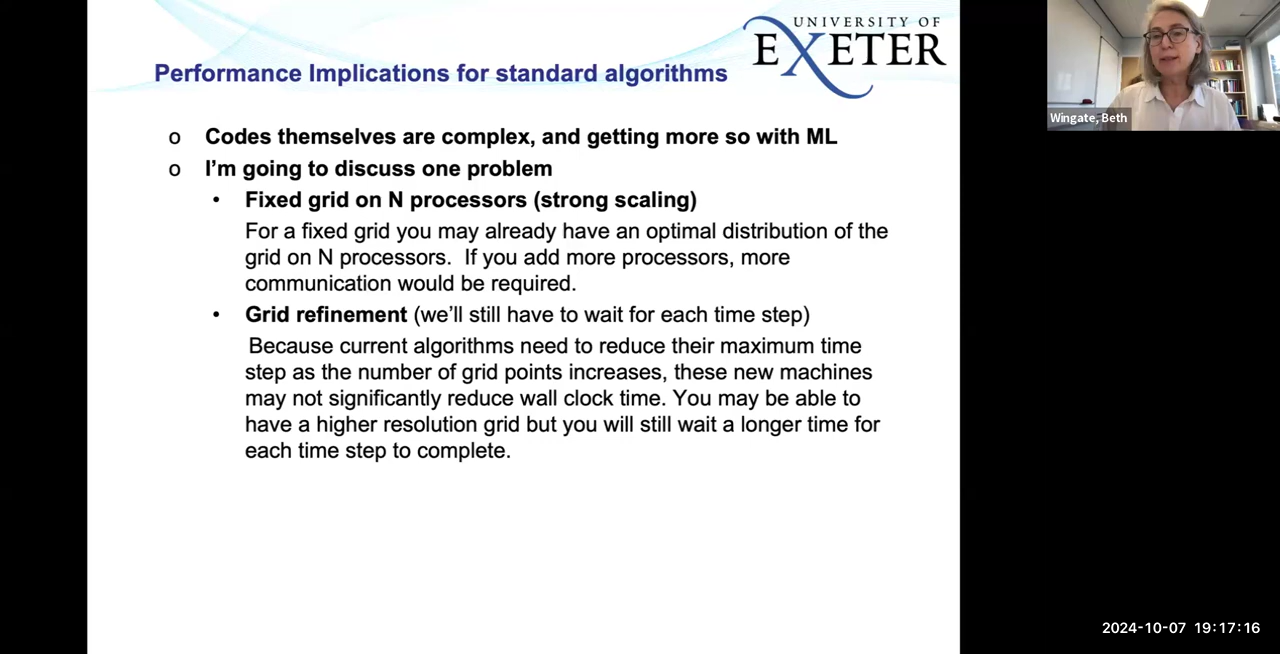 UNIVERSITY OF
EXETER
Performance Implications for standard algorithms
o Codes themselves are complex, and getting more so with ML
o I'm going to discuss one problem
• Fixed grid on N processors (strong scaling)
For a fixed grid you may already have an optimal distribution of the
grid on N processors.  If you add more processors, more
communication would be required.
• Grid refinement (we'll still have to wait for each time step)
Because current algorithms need to reduce their maximum time
step as the number of grid points increases, these new machines
may not significantly reduce wall clock time. You may be able to
have a higher resolution grid but you will still wait a longer time for
each time step to complete.
Wingate, Beth
2024-10-07 19:17:16